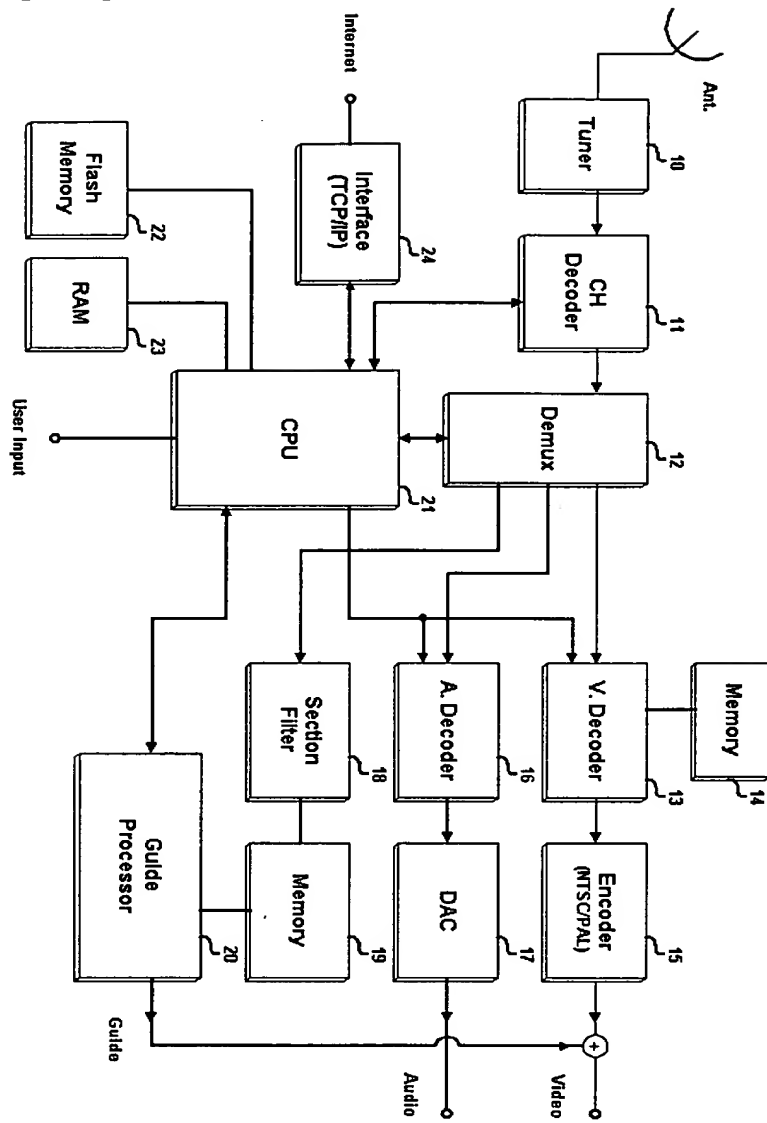 Ant.
Tuner
10
CH
Decoder
11
Demux
12
Memory
14
V. Decoder
13
Encoder
(NTSC/PAL)
15
Video
Internet
Interface
(TCP/IP)
24
CPU
21
A. Decoder
16
DAC
17
Audio
Flash
Memory
22
RAM
23
User Input
Section
Filter
18
Memory
19
Guide
Processor
20
Guide
+